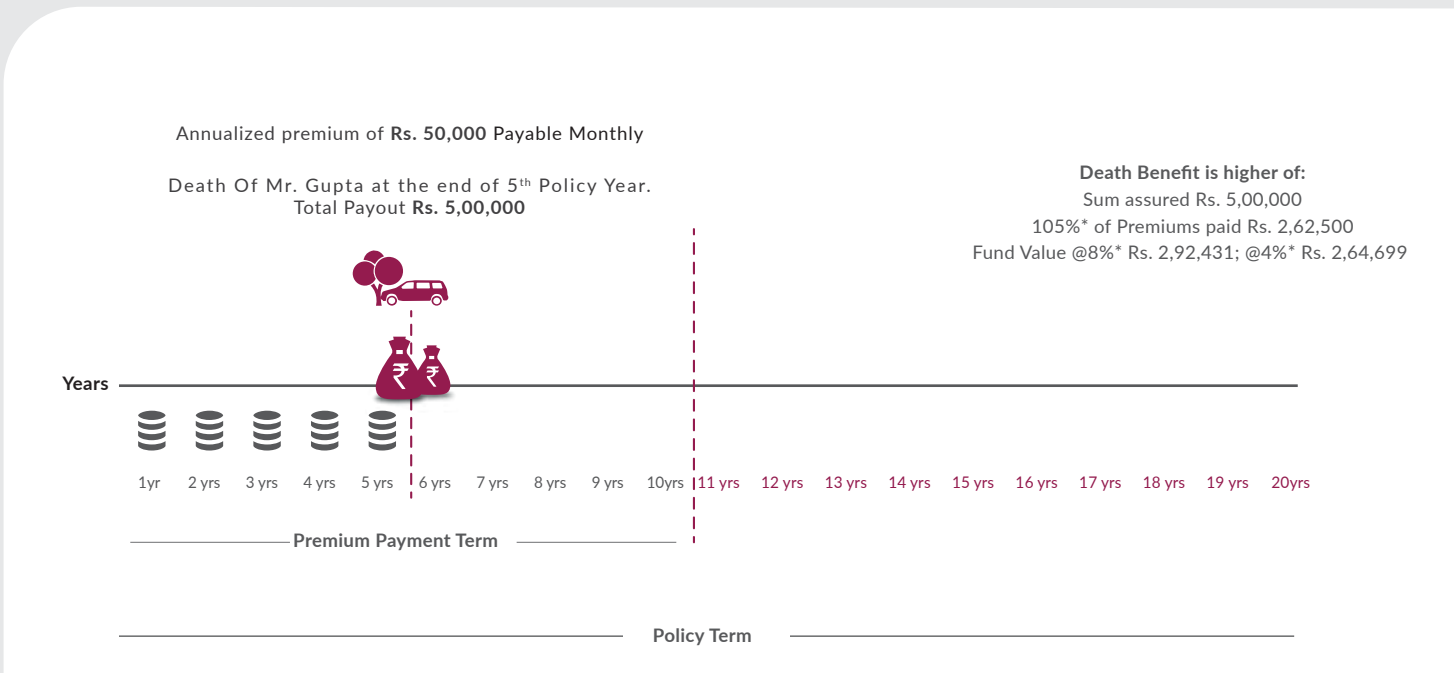 Annualized premium of Rs. 50,000 Payable Monthly
Death Of Mr. Gupta at the end of 5th Policy Year.
Total Payout Rs. 5,00,000
Death Benefit is higher of:
Sum assured Rs. 5,00,000
105%* of Premiums paid Rs. 2,62,500
Fund Value @8%* Rs. 2,92,431; @4%* Rs. 2,64,699
₹ ₹
Years
1yr 2 yrs 3 yrs 4 yrs 5 yrs 6 yrs 7 yrs 8 yrs 9 yrs 10yrs 11 yrs 12 yrs 13 yrs 14 yrs 15 yrs 16 yrs 17 yrs 18 yrs 19 yrs 20yrs
Premium Payment Term
Policy Term